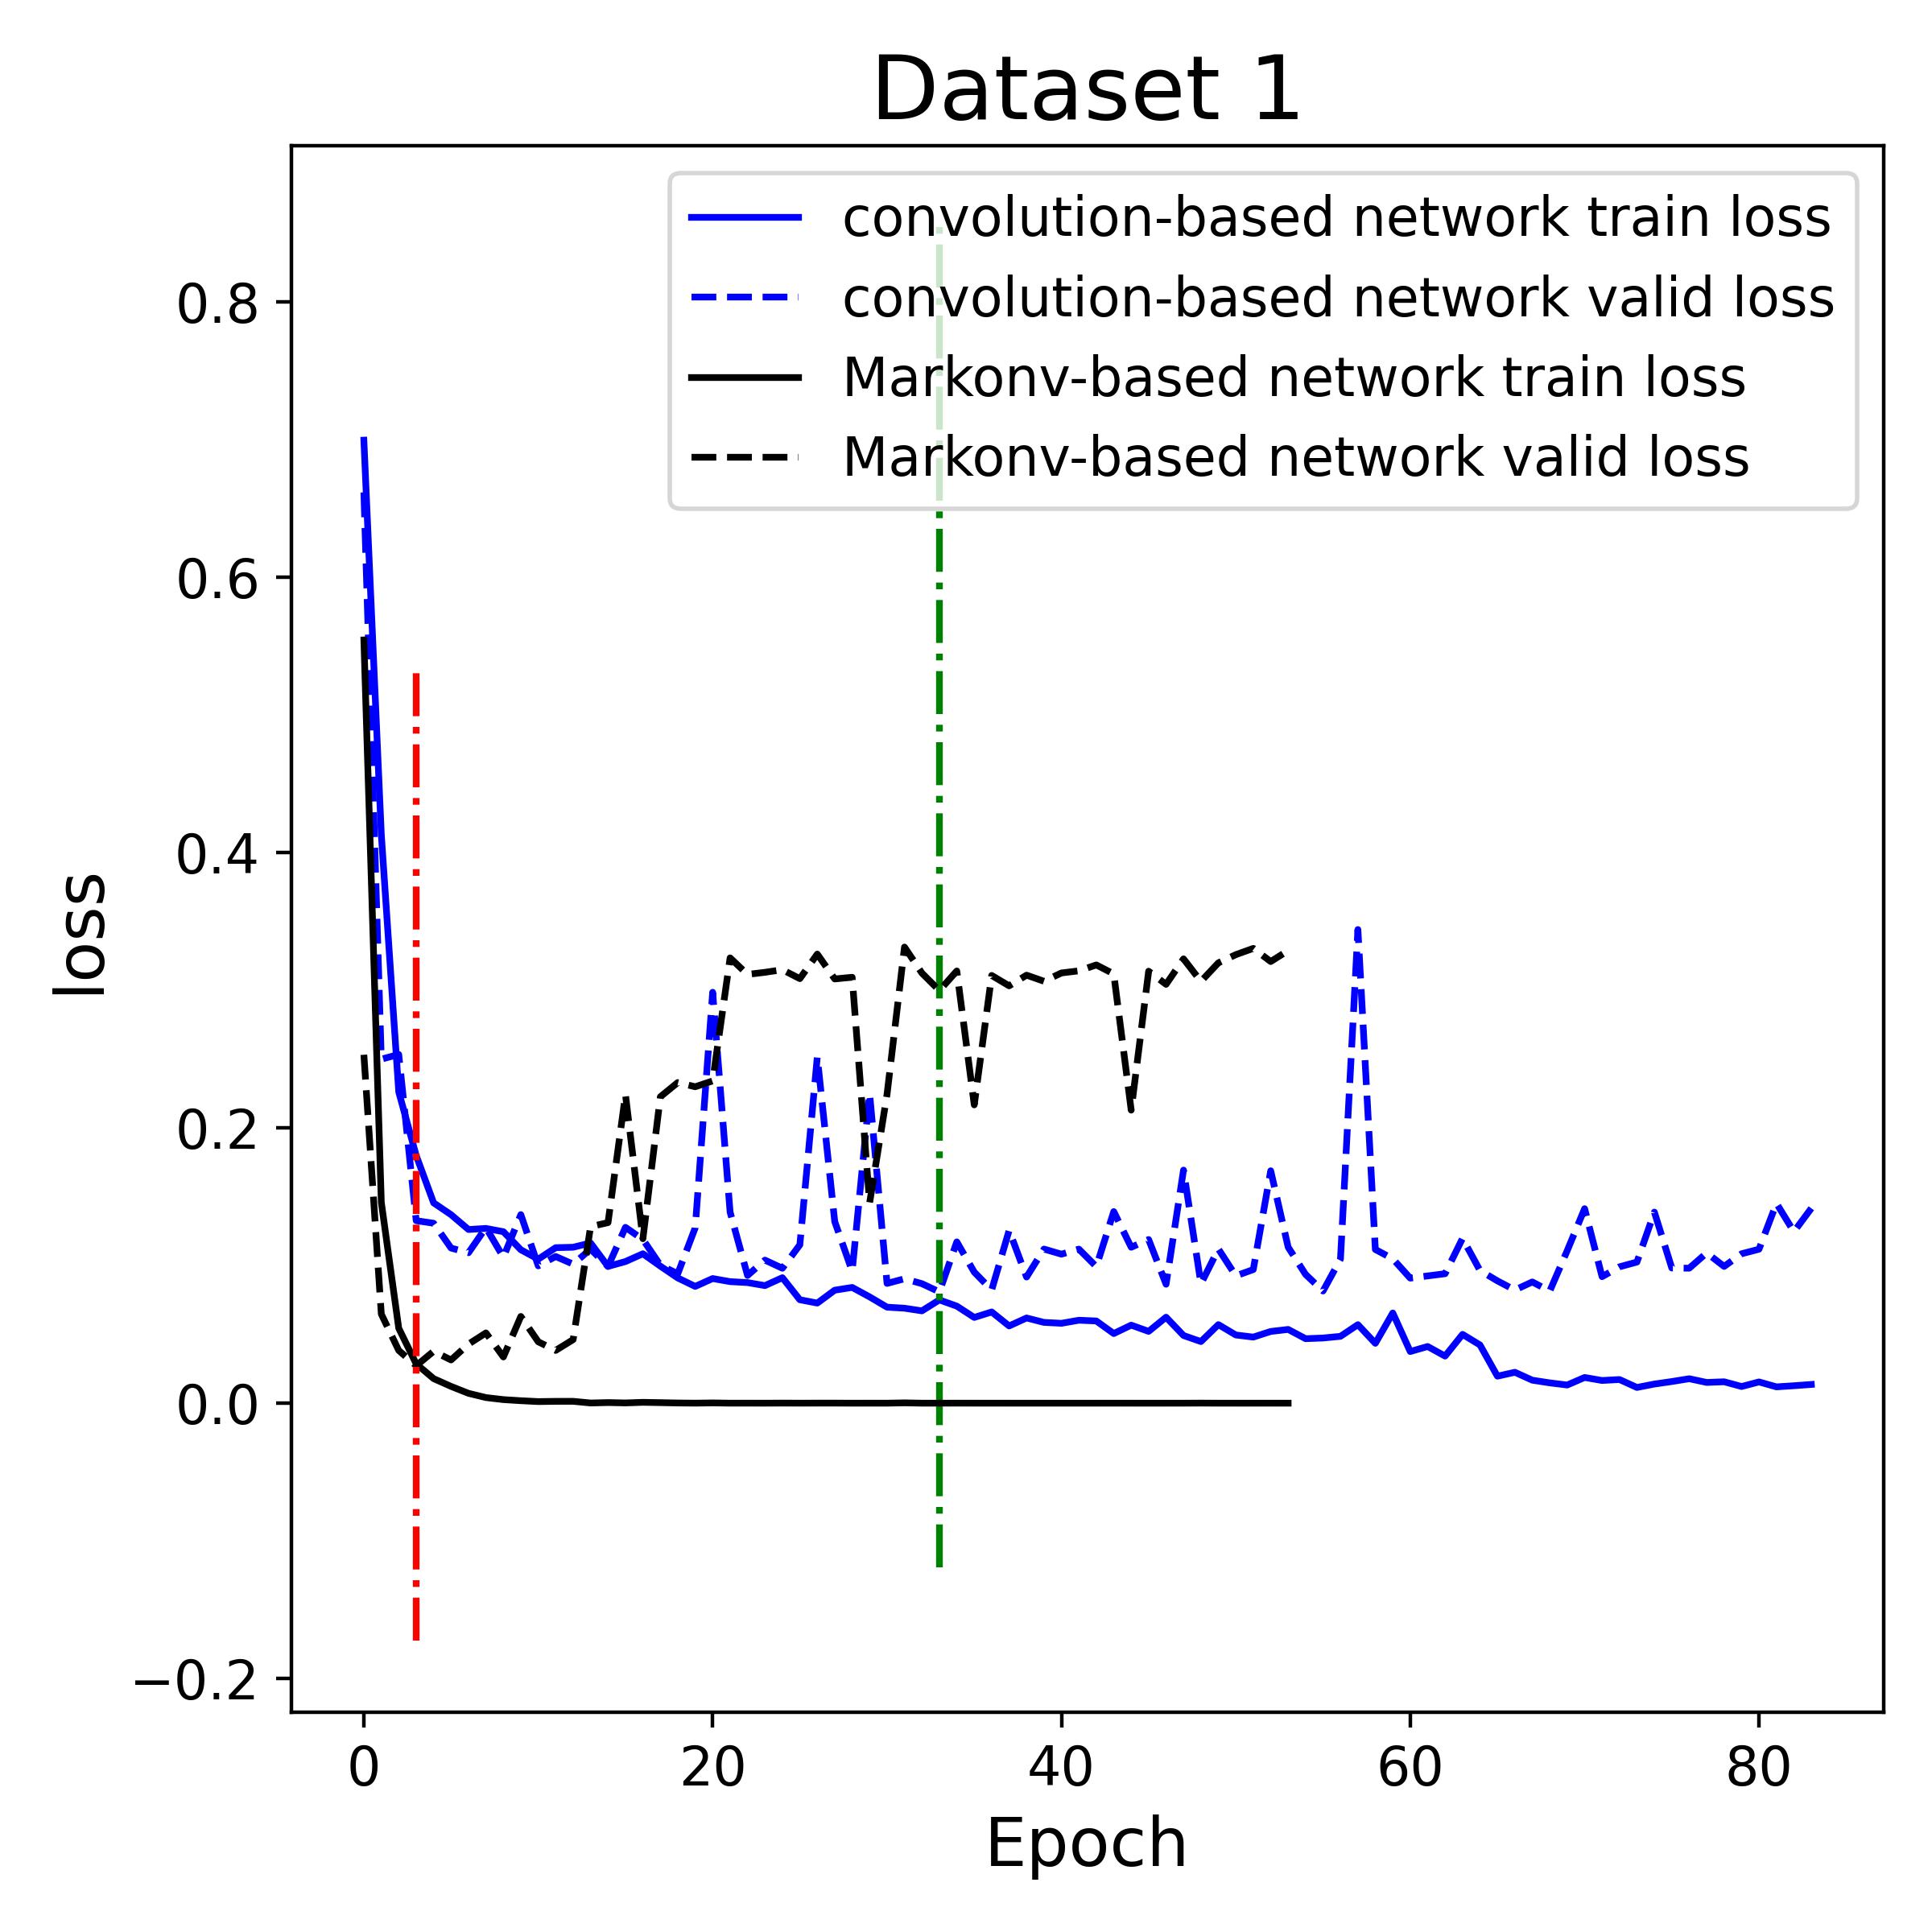 Dataset 1
convolution-based network train loss
convolution-based network valid loss
Markonv-based network train loss
Markonv-based network valid loss
0.8
0.6
0.4
0.2
0.0
−0.2
loss
0 20 40 60 80
Epoch